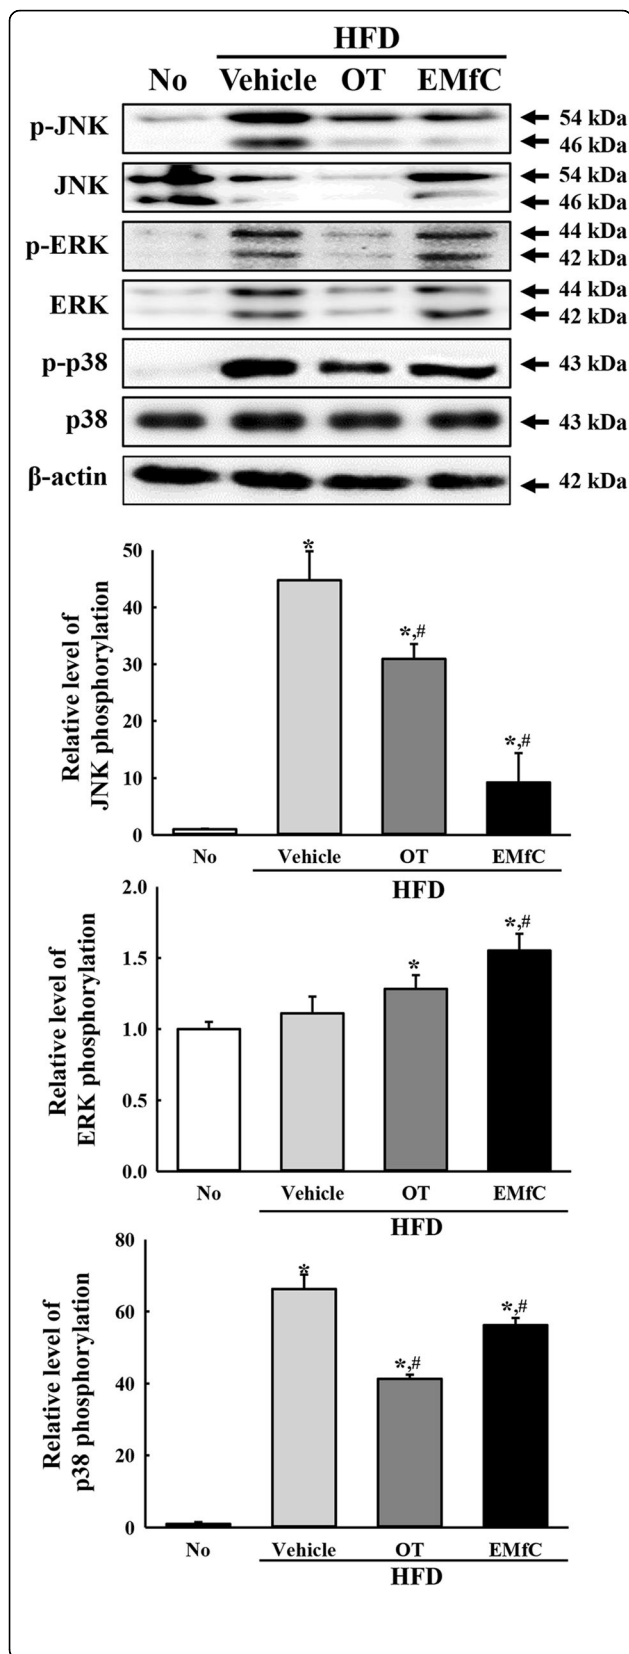 HFD
No Vehicle OT EMfC
p-JNK 54 kDa
46 kDa
JNK 54 kDa
46 kDa
p-ERK 44 kDa
42 kDa
ERK 44 kDa
42 kDa
p-p38 43 kDa
p38 43 kDa
β-actin 42 kDa
Relative level of
JNK phosphorylation
50
40
30
20
10
0
*
*,#
*,#
No Vehicle OT EMfC
HFD
Relative level of
ERK phosphorylation
2.0
1.5
1.0
0.5
0.0
*
*,#
No Vehicle OT EMfC
HFD
Relative level of
p38 phosphorylation
80
60
40
20
0
*
*,#
*,#
No Vehicle OT EMfC
HFD